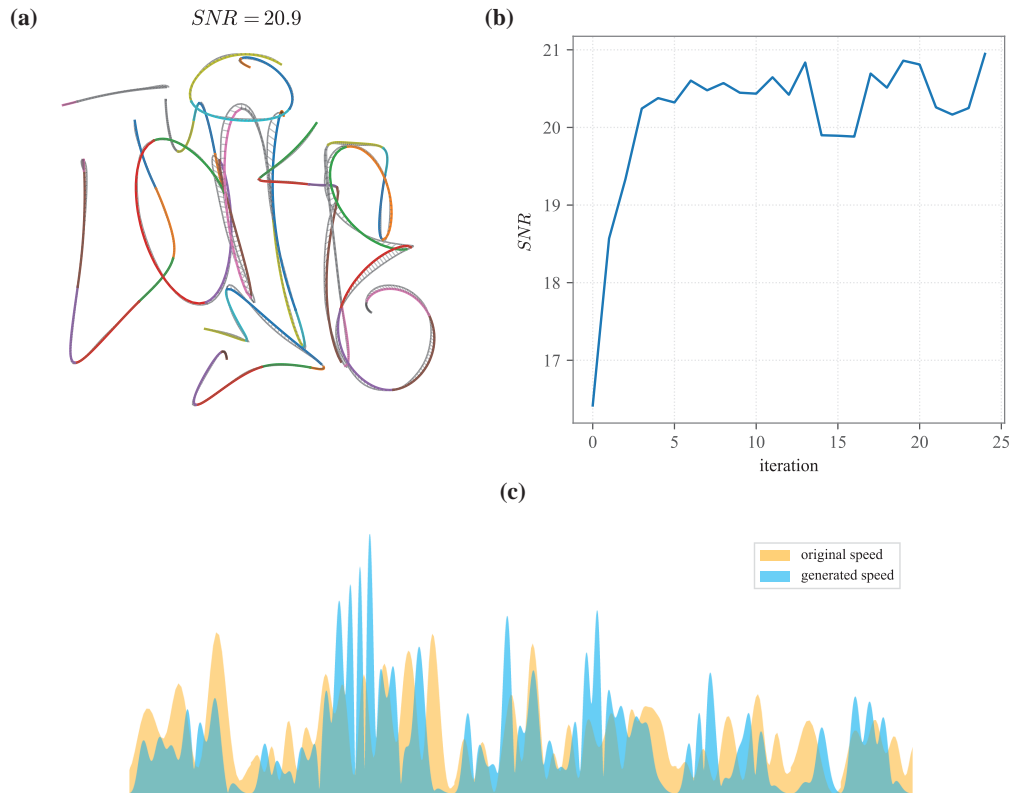 (a)
SNR = 20.9
(b)
21
20
19
18
17
SNR
0 5 10 15 20 25
iteration
(c)
original speed
generated speed